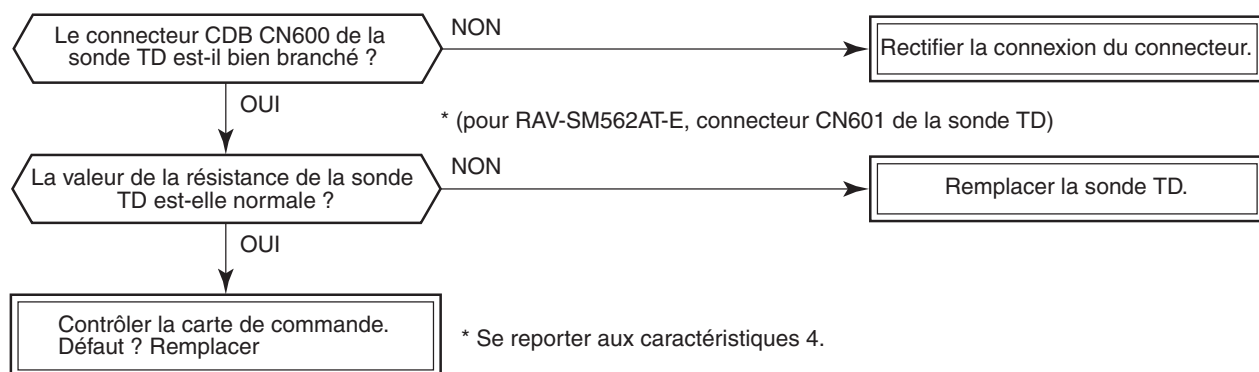 Le connecteur CDB CN600 de la
sonde TD est-il bien branché ?
NON
Rectifier la connexion du connecteur.
OUI
* (pour RAV-SM562AT-E, connecteur CN601 de la sonde TD)
La valeur de la résistance de la sonde
TD est-elle normale ?
NON
Remplacer la sonde TD.
OUI
Contrôler la carte de commande.
Défaut ? Remplacer
* Se reporter aux caractéristiques 4.